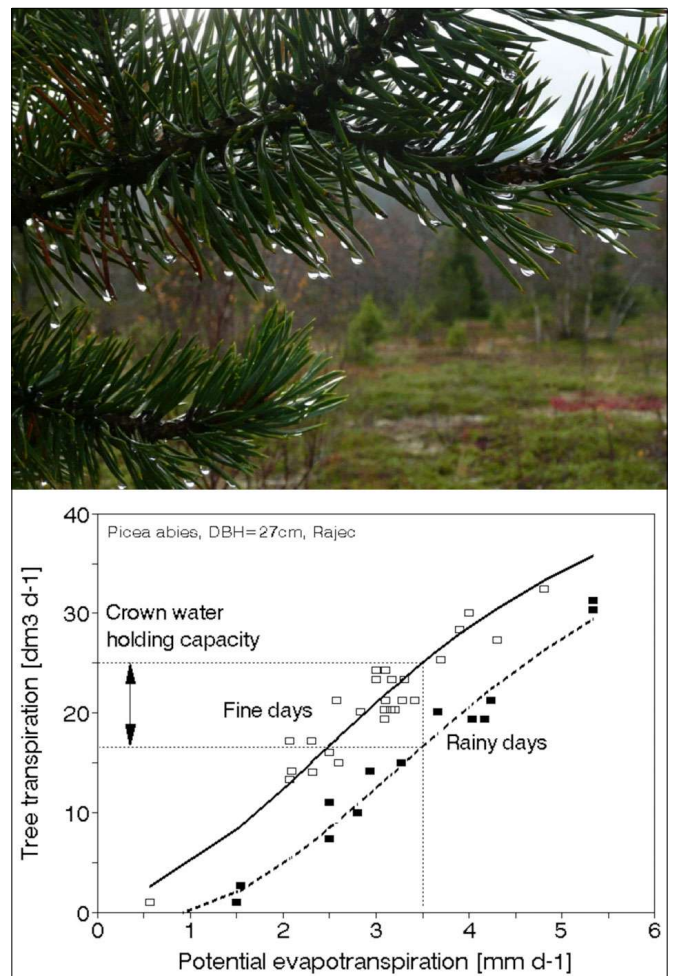 40
Picea abies, DBH=27cm, Rajec
30
Crown water
holding capacity
Fine days
20
Rainy days
10
0
0 1 2 3 4 5 6
Tree transpiration [dm3 d-1]
Potential evapotranspiration [mm d-1]